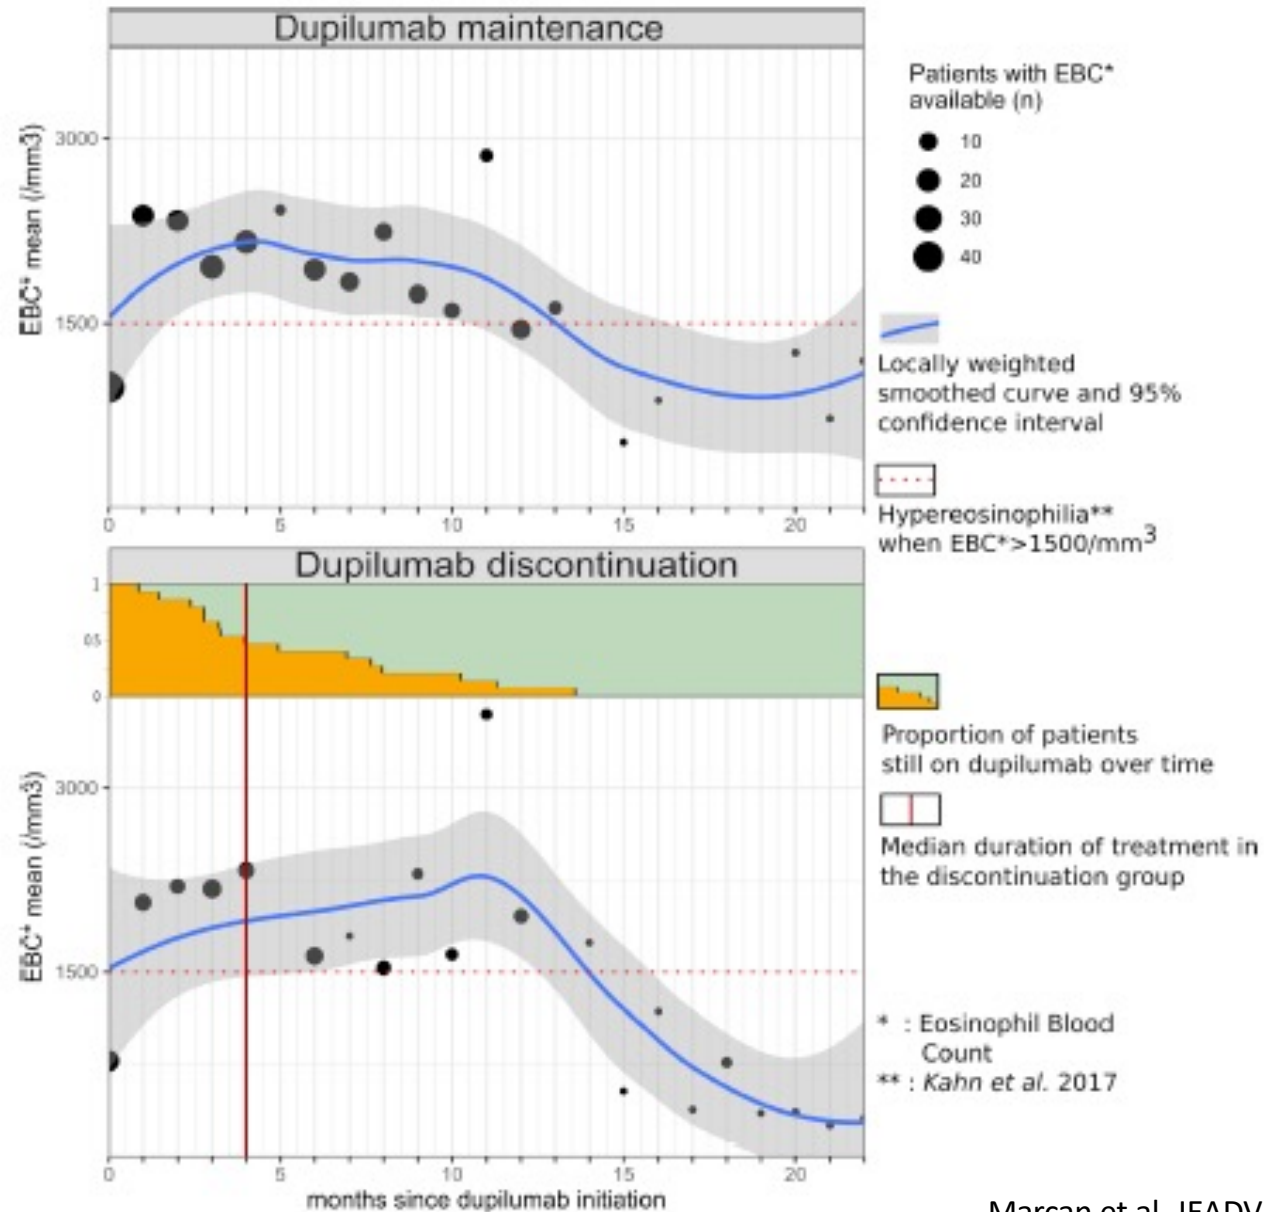 Dupilumab maintenance
EBC* mean (/mm3)
3000
1500
0
5
10
15
20
Patients with EBC*
available (n)
10
20
30
40
Locally weighted
smoothed curve and 95%
confidence interval
Hypereosinophilia**
when EBC*>1500/mm3
Dupilumab discontinuation
1
0.5
0
EBC* mean (/mm3)
3000
1500
0
5
10
15
20
months since dupilumab initiation
Proportion of patients
still on dupilumab over time
Median duration of treatment in
the discontinuation group
* : Eosinophil Blood
Count
** : Kahn et al. 2017
Marcan et al. JEADV